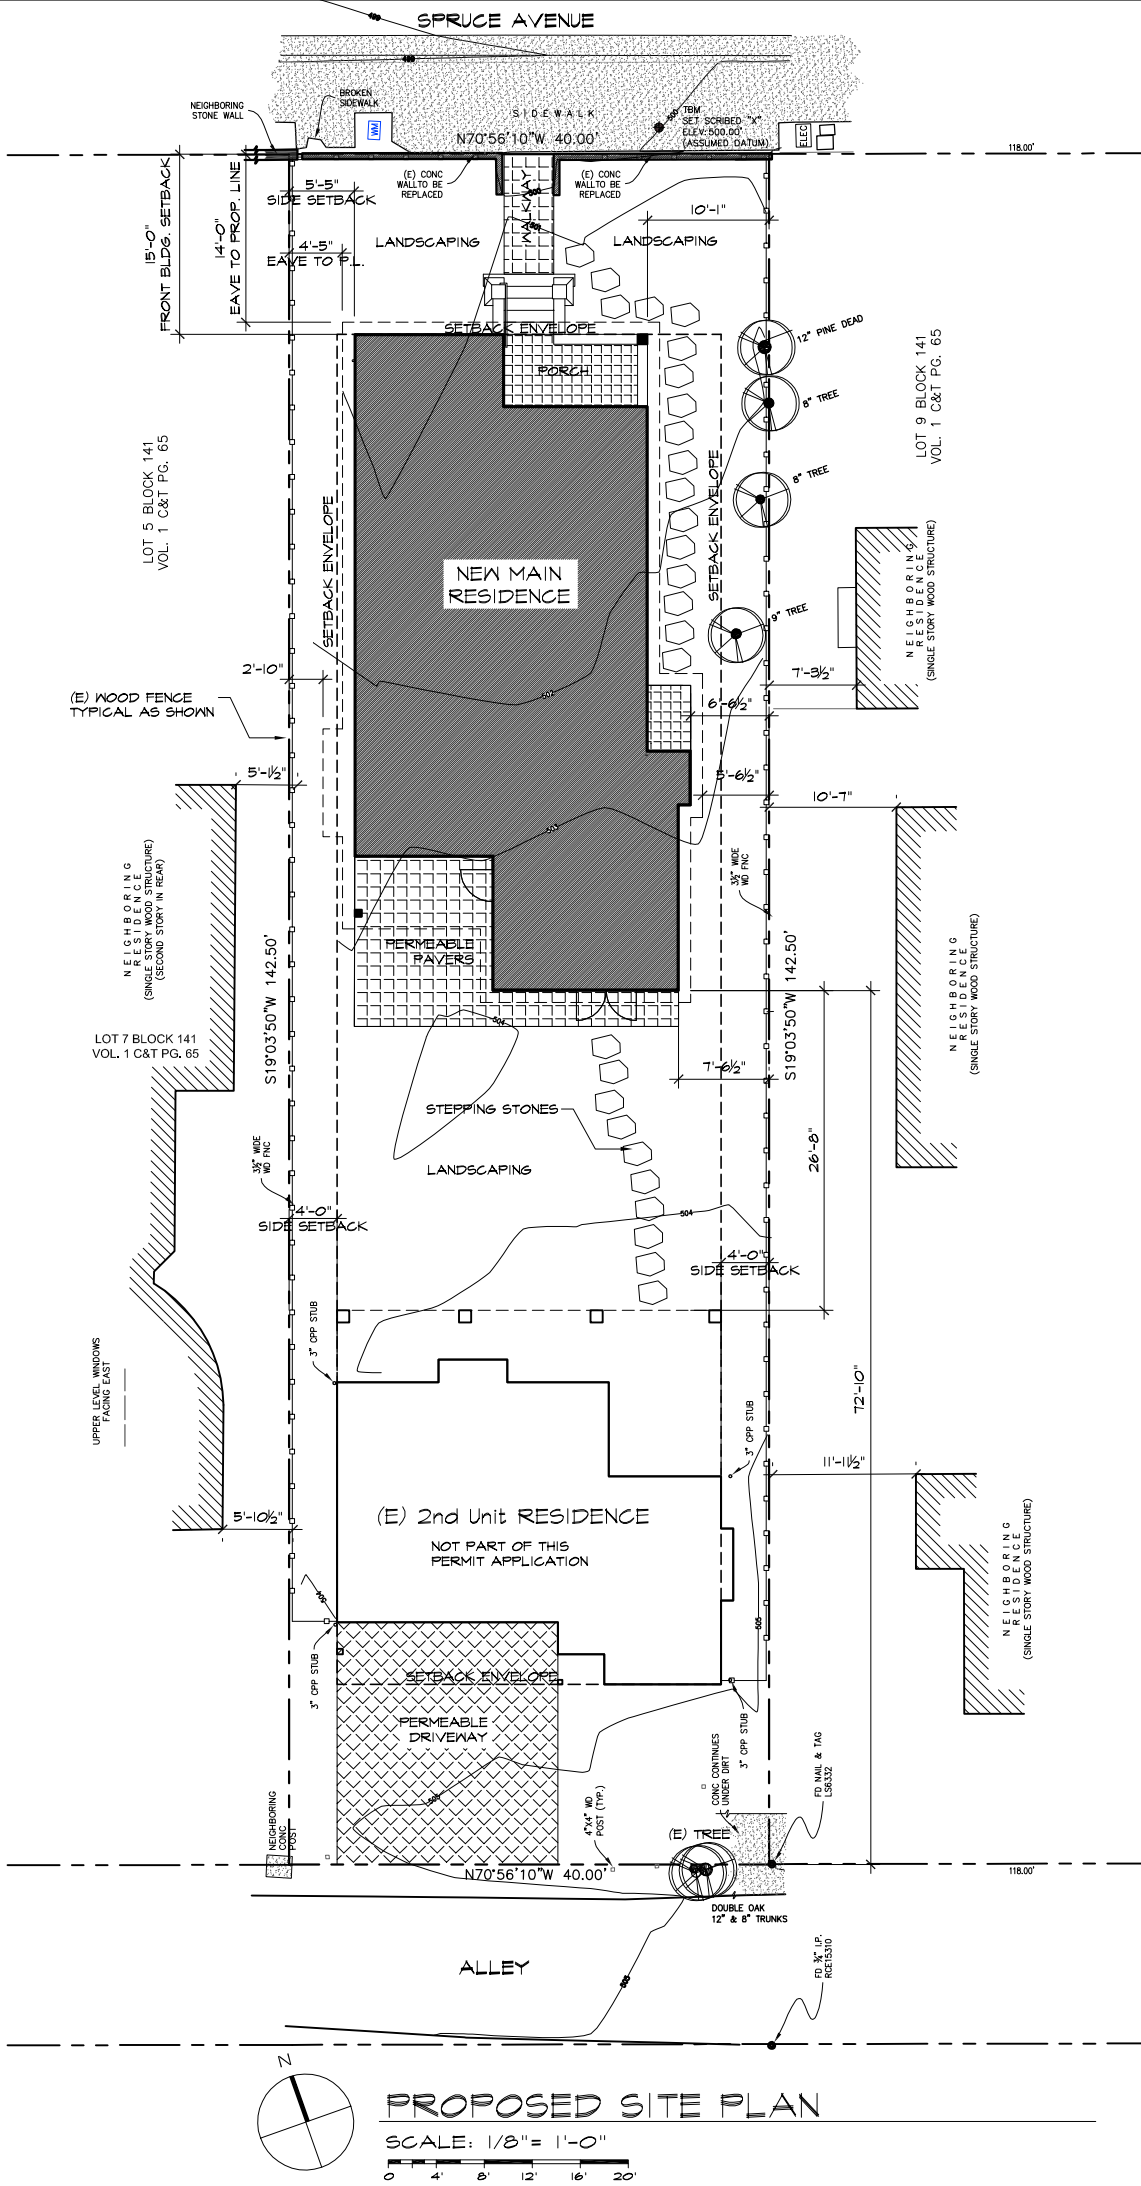 SPRUCE AVENUE
499
499
NEIGHBORING
STONE WALL
BROKEN
SIDEWALK
WM
SIDEWALK
N70°56'10"W 40.00'
500
TBM
SET SCRIBED "X"
ELEV:500.00'
(ASSUMED DATUM)
ELEC
118.00'
15'-0"
FRONT BLDG. SETBACK
14'-0"
EAVE TO PROP. LINE
5'-5"
SIDE SETBACK
4'-5"
EAVE TO P.L.
(E) CONC
WALL TO BE
REPLACED
(E) CONC
WALL TO BE
REPLACED
WALKWAY
500
501
10'-1"
LANDSCAPING
LANDSCAPING
SETBACK ENVELOPE
PORCH
12" PINE DEAD
8" TREE
8" TREE
9" TREE
LOT 9 BLOCK 141
VOL. 1 C&T PG. 65
LOT 5 BLOCK 141
VOL. 1 C&T PG. 65
SETBACK ENVELOPE
SETBACK ENVELOPE
NEW MAIN
RESIDENCE
NEIGHBORING
RESIDENCE
(SINGLE STORY WOOD STRUCTURE)
2'-10"
7'-3½"
(E) WOOD FENCE
TYPICAL AS SHOWN
502
6'-6½"
5'-1½"
5'-6½"
10'-7"
503
3½" WIDE
WD FNC
NEIGHBORING
RESIDENCE
(SINGLE STORY WOOD STRUCTURE)
(SECOND STORY IN REAR)
PERMEABLE
PAVERS
S19°03'50"W 142.50'
S19°03'50"W 142.50'
NEIGHBORING
RESIDENCE
(SINGLE STORY WOOD STRUCTURE)
504
LOT 7 BLOCK 141
VOL. 1 C&T PG. 65
7'-6½"
STEPPING STONES
26'-8"
3½" WIDE
WD FNC
LANDSCAPING
4'-0"
SIDE SETBACK
504
4'-0"
SIDE SETBACK
3" CPP STUB
UPPER LEVEL WINDOWS
FACING EAST
72'-10"
3" CPP STUB
11'-11½"
5'-10½"
(E) 2nd Unit RESIDENCE
NOT PART OF THIS
PERMIT APPLICATION
NEIGHBORING
RESIDENCE
(SINGLE STORY WOOD STRUCTURE)
504
505
3" CPP STUB
SETBACK ENVELOPE
PERMEABLE
DRIVEWAY
3" CPP STUB
CONC CONTINUES
UNDER DIRT
FD NAIL & TAG
LS6332
505
4"X4" WD
POST (TYP.)
NEIGHBORING
CONC
POST
(E) TREE
N70°56'10"W 40.00'
118.00'
DOUBLE OAK
12" & 8" TRUNKS
ALLEY
505
FD ¾" I.P.
RCE15310
N
PROPOSED SITE PLAN
SCALE: 1/8"= 1'-0"
0 4' 8' 12' 16' 20'